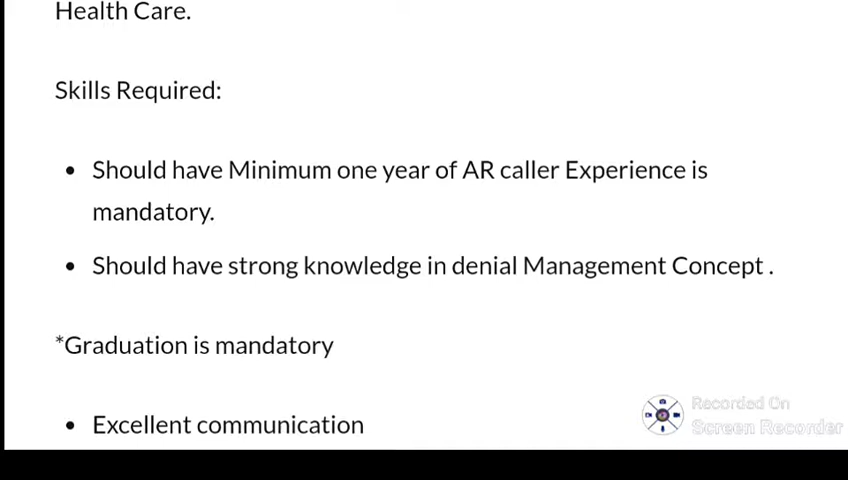 Health Care.
Skills Required:
• Should have Minimum one year of AR caller Experience is
mandatory.
• Should have strong knowledge in denial Management Concept .
*Graduation is mandatory
• Excellent communication
Recorded On
Screen Recorder